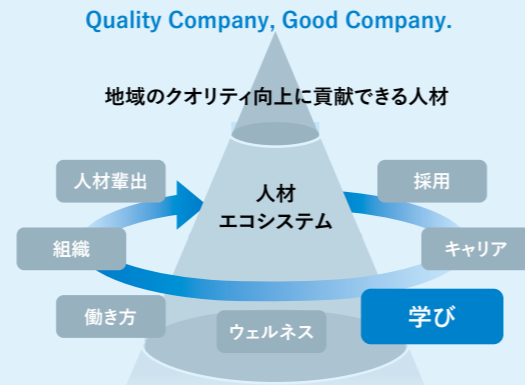 Quality Company, Good Company.
地域のクオリティ向上に貢献できる人材
人材輩出
採用
人材
エコシステム
組織
キャリア
働き方
ウェルネス
学び